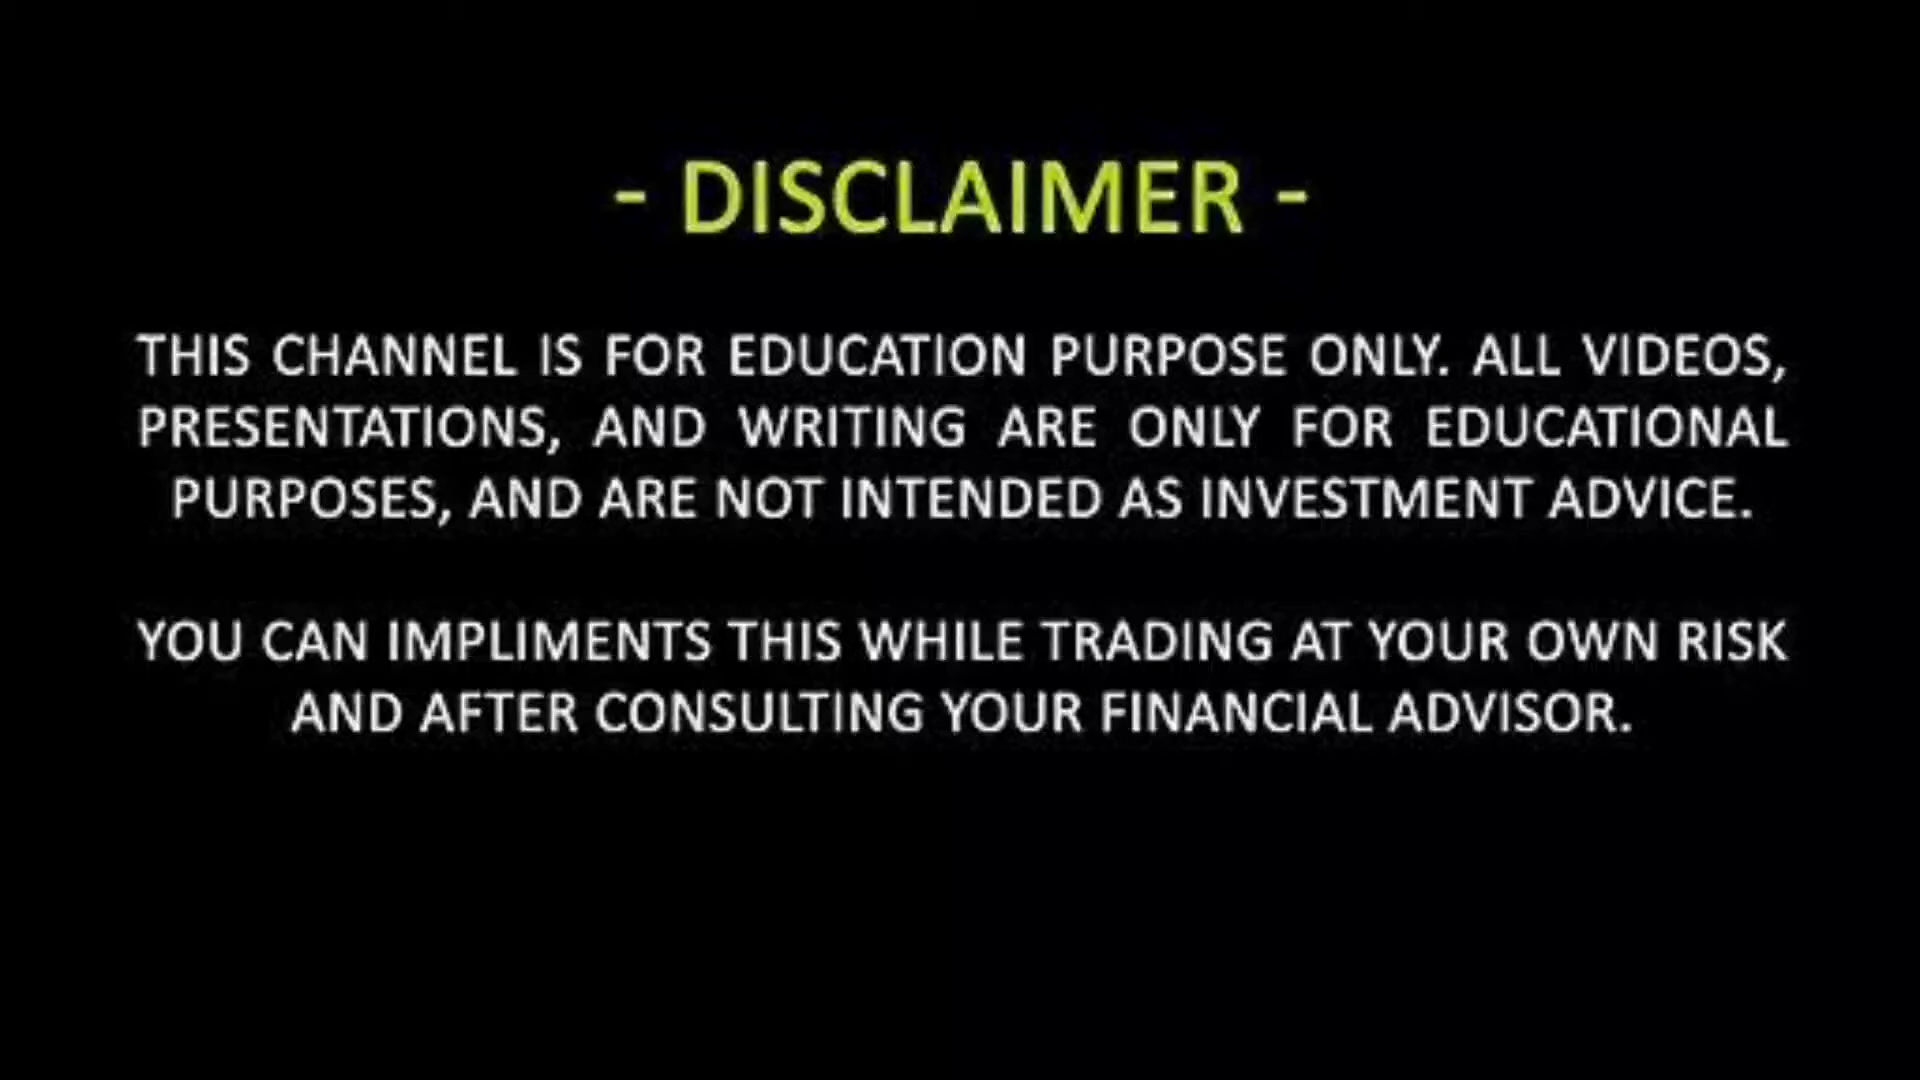 - DISCLAIMER -
THIS CHANNEL IS FOR EDUCATION PURPOSE ONLY. ALL VIDEOS,
PRESENTATIONS, AND WRITING ARE ONLY FOR EDUCATIONAL
PURPOSES, AND ARE NOT INTENDED AS INVESTMENT ADVICE.
YOU CAN IMPLIMENTS THIS WHILE TRADING AT YOUR OWN RISK
AND AFTER CONSULTING YOUR FINANCIAL ADVISOR.